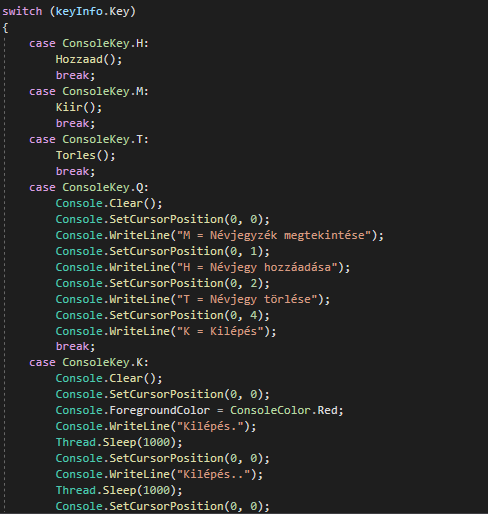 switch (keyInfo.Key)
{
case ConsoleKey.H:
Hozzaad();
break;
case ConsoleKey.M:
Kiir();
break;
case ConsoleKey.T:
Torles();
break;
case ConsoleKey.Q:
Console.Clear();
Console.SetCursorPosition(0, 0);
Console.WriteLine("M = Névjegyzék megtekintése");
Console.SetCursorPosition(0, 1);
Console.WriteLine("H = Névjegy hozzáadása");
Console.SetCursorPosition(0, 2);
Console.WriteLine("T = Névjegy törlése");
Console.SetCursorPosition(0, 4);
Console.WriteLine("K = Kilépés");
break;
case ConsoleKey.K:
Console.Clear();
Console.SetCursorPosition(0, 0);
Console.ForegroundColor = ConsoleColor.Red;
Console.WriteLine("Kilépés.");
Thread.Sleep(1000);
Console.SetCursorPosition(0, 0);
Console.WriteLine("Kilépés..");
Thread.Sleep(1000);
Console.SetCursorPosition(0, 0);